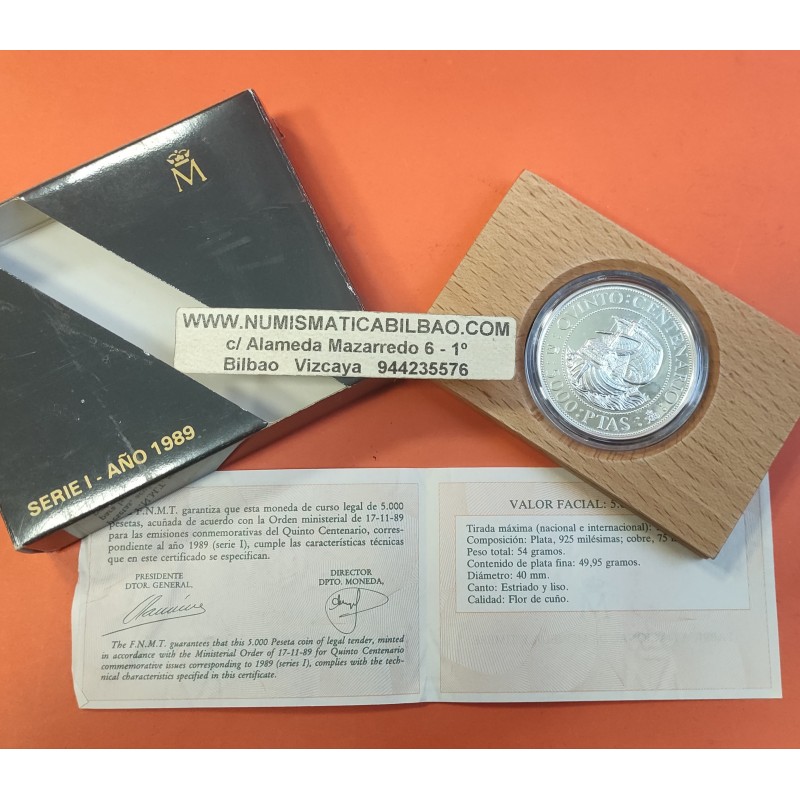 M
SERIE I - AÑO 1989
WWW.NUMISMATICABILBAO.COM
c/ Alameda Mazarredo 6 - 1º
Bilbao Vizcaya 944235576
QVINTO:CENTENARIO
PTAS
F.N.M.T. garantiza que esta moneda de curso legal de 5.000
pesetas, acuñada de acuerdo con la Orden ministerial de 17-11-89
para las emisiones conmemorativas del Quinto Centenario, corres-
pondiente al año 1989 (serie I), cumple las características técnicas
que en este certificado se especifican.
PRESIDENTE
DTOR. GENERAL,
DIRECTOR
DPTO. MONEDA,
The F.N.M.T. guarantees that this 5.000 Peseta coin of legal tender, minted
in accordance with the Ministerial Order of 17-11-89 for Quinto Centenario
commemorative issues corresponding to 1989 (series I), complies with the tech-
nical characteristics specified in this certificate.
VALOR FACIAL:
Tirada máxima (nacional e internacional):
Composición: Plata, 925 milésimas; cobre, 75
Peso total: 54 gramos.
Contenido de plata fina: 49,95 gramos.
Diámetro: 40 mm.
Canto: Estriado y liso.
Calidad: Flor de cuño.